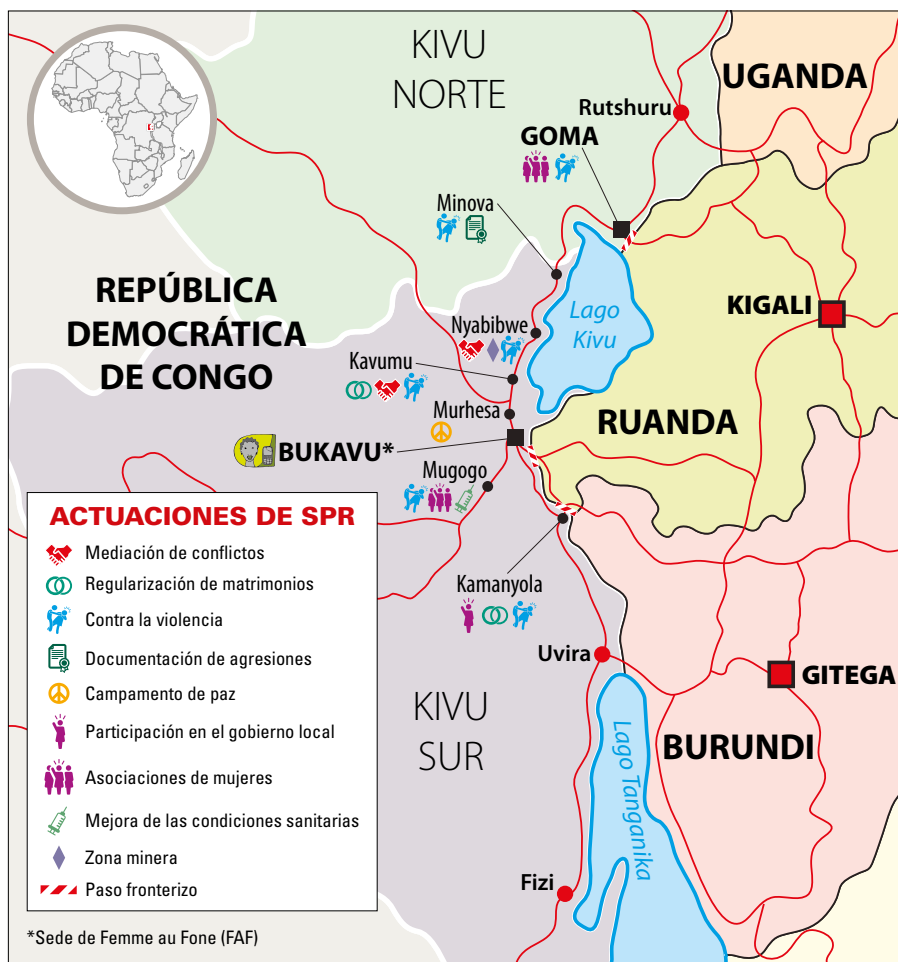 KIVU
NORTE
UGANDA
Rutshuru
GOMA
Minova
REPÚBLICA
DEMOCRÁTICA
DE CONGO
Lago
Kivu
KIGALI
Nyabibwe
Kavumu
Murhesa
RUANDA
BUKAVU*
Mugogo
Kamanyola
Uvira
GITEGA
KIVU
SUR
BURUNDI
Lago Tanganika
Fizi
ACTUACIONES DE SPR
Mediación de conflictos
Regularización de matrimonios
Contra la violencia
Documentación de agresiones
Campamento de paz
Participación en el gobierno local
Asociaciones de mujeres
Mejora de las condiciones sanitarias
Zona minera
Paso fronterizo
*Sede de Femme au Fone (FAF)